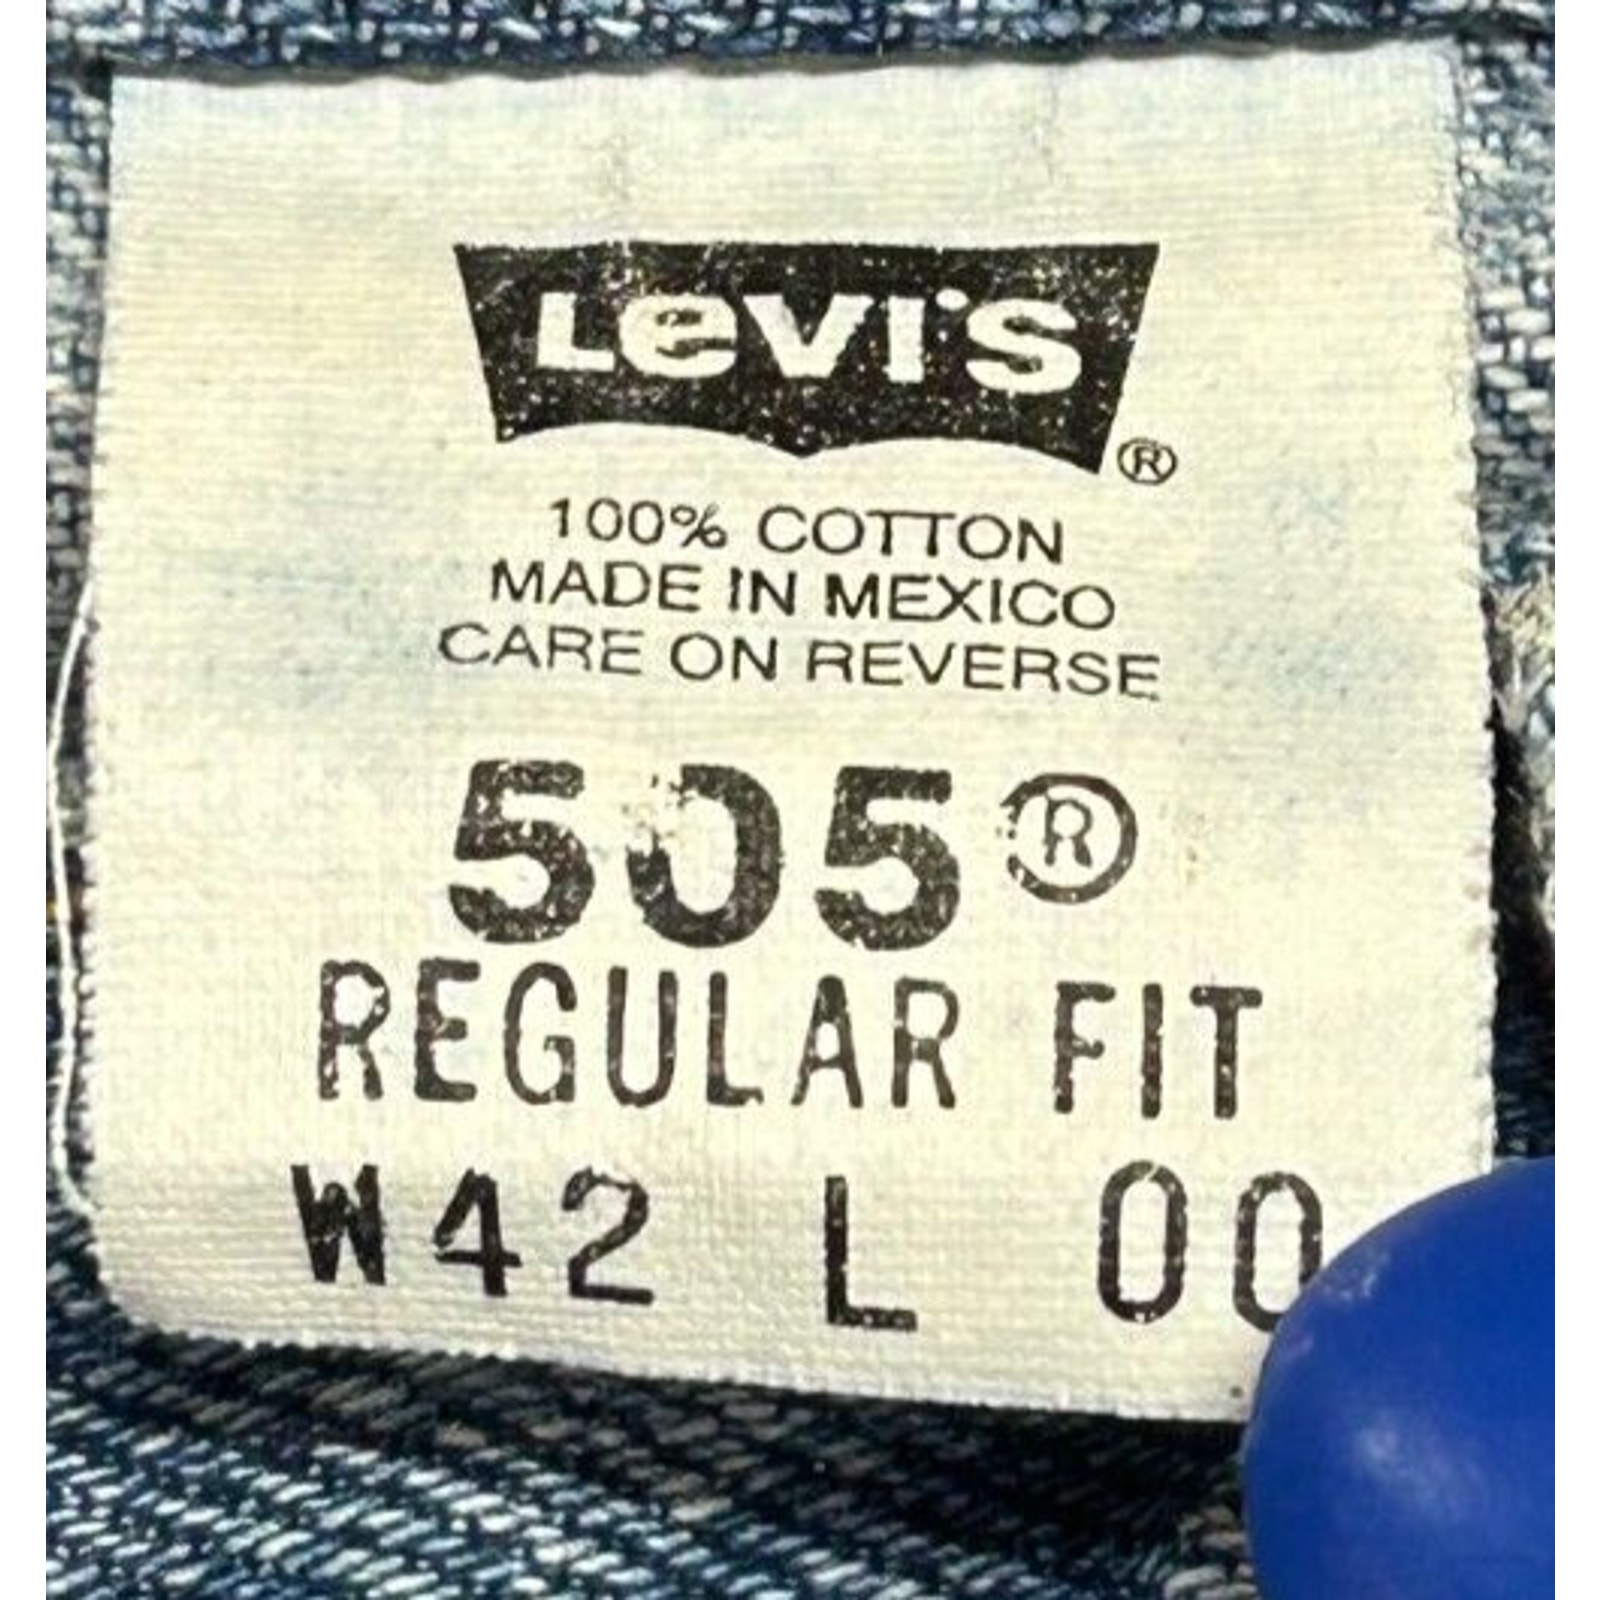 Levi's®
100% COTTON
MADE IN MEXICO
CARE ON REVERSE
505®
REGULAR FIT
W42 L 00